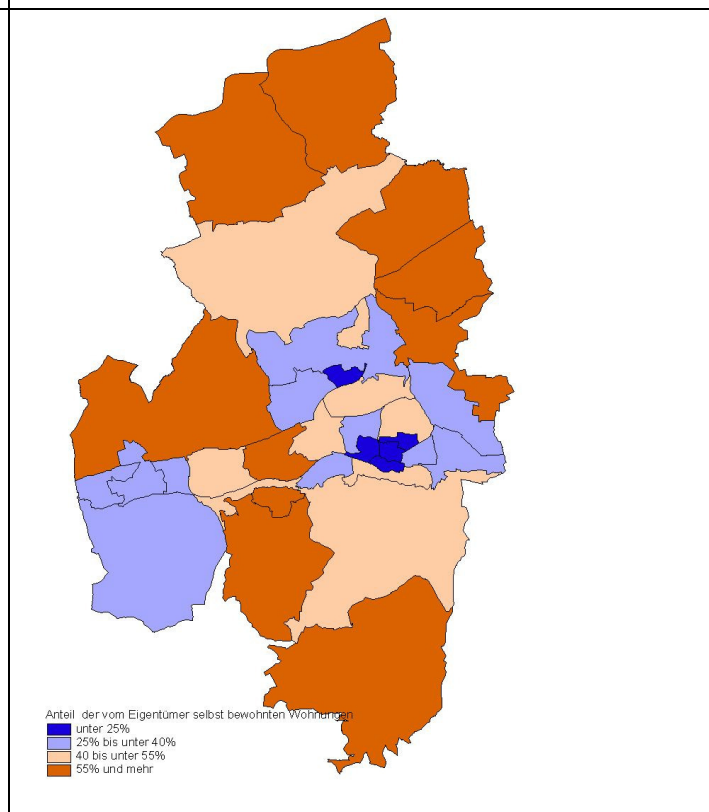 Anteil der vom Eigentümer selbst bewohnten Wohnungen
unter 25%
25% bis unter 40%
40 bis unter 55%
55% und mehr